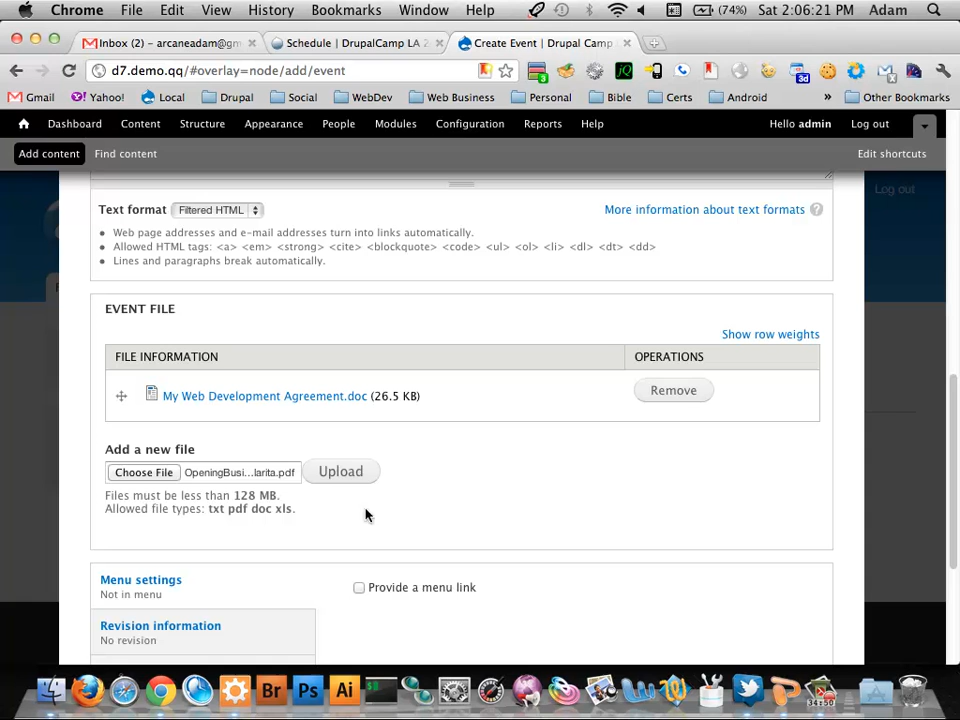 Chrome File Edit View History Bookmarks Window Help (74%) Sat 2:06:21 PM Adam
Inbox (2) - arcaneadam@gm Schedule | DrupalCamp LA 2 Create Event | Drupal Camp
d7.demo.qq/#overlay=node/add/event
Gmail Yahoo! Local Drupal Social WebDev Web Business Personal Bible Certs Android » Other Bookmarks
Dashboard Content Structure Appearance People Modules Configuration Reports Help Hello admin Log out
Add content Find content Edit shortcuts
Log out
Text format Filtered HTML More information about text formats ?
Web page addresses and e-mail addresses turn into links automatically.
Allowed HTML tags: <a> <em> <strong> <cite> <blockquote> <code> <ul> <ol> <li> <dl> <dt> <dd>
Lines and paragraphs break automatically.
EVENT FILE
Show row weights
FILE INFORMATION OPERATIONS
My Web Development Agreement.doc (26.5 KB) Remove
Add a new file
Choose File OpeningBusi...larita.pdf Upload
Files must be less than 128 MB.
Allowed file types: txt pdf doc xls.
Menu settings
Not in menu
Provide a menu link
Revision information
No revision
Br Ps Ai 34:50